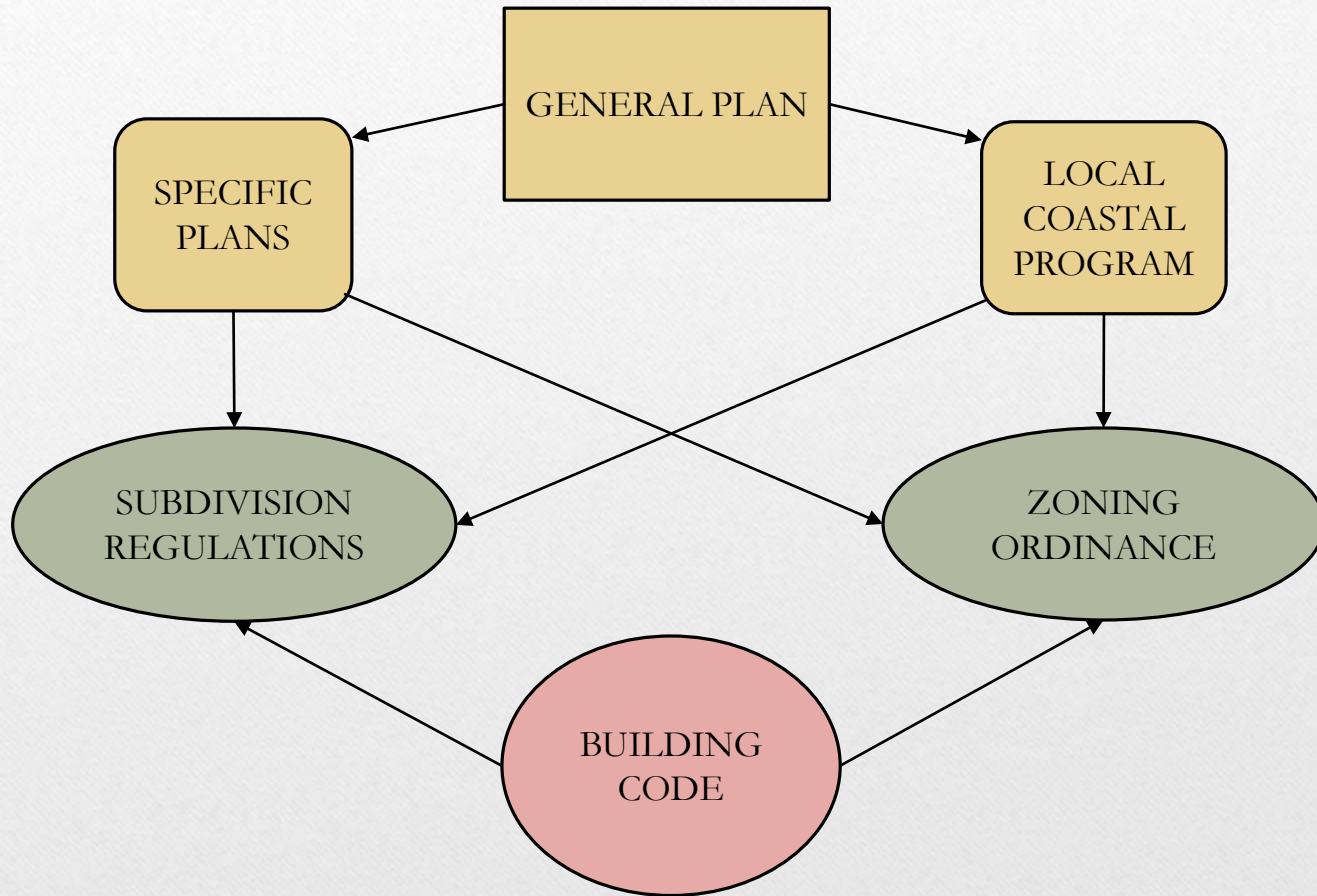 GENERAL PLAN
SPECIFIC
PLANS
LOCAL
COASTAL
PROGRAM
SUBDIVISION
REGULATIONS
ZONING
ORDINANCE
BUILDING
CODE